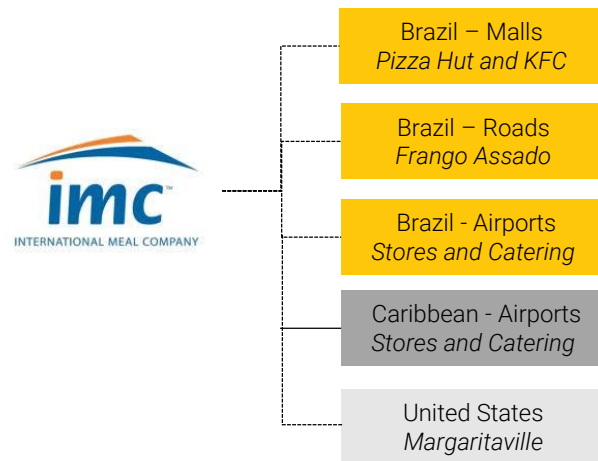 imc™
INTERNATIONAL MEAL COMPANY
Brazil – Malls
Pizza Hut and KFC
Brazil – Roads
Frango Assado
Brazil - Airports
Stores and Catering
Caribbean - Airports
Stores and Catering
United States
Margaritaville